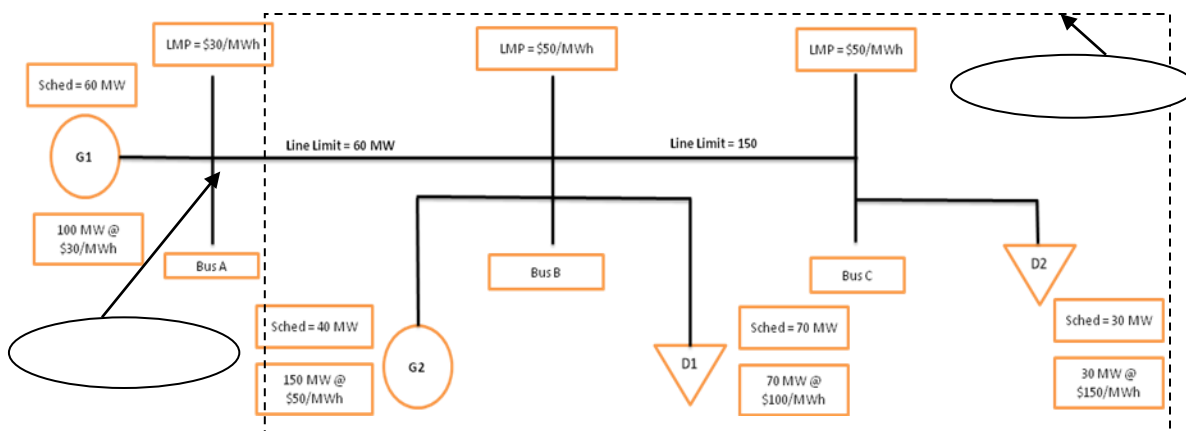 LMP = $30/MWh
LMP = $50/MWh
LMP = $50/MWh
Sched = 60 MW
G1
Line Limit = 60 MW
Line Limit = 150
100 MW @
$30/MWh
Bus A
Bus B
Bus C
D2
Sched = 40 MW
G2
D1
Sched = 70 MW
Sched = 30 MW
150 MW @
$50/MWh
70 MW @
$100/MWh
30 MW @
$150/MWh